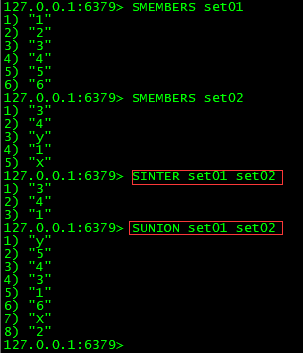 127.0.0.1:6379> SMEMBERS set01
1) "1"
2) "2"
3) "3"
4) "4"
5) "5"
6) "6"
127.0.0.1:6379> SMEMBERS set02
1) "3"
2) "4"
3) "y"
4) "1"
5) "x"
127.0.0.1:6379> SINTER set01 set02
1) "3"
2) "4"
3) "1"
127.0.0.1:6379> SUNION set01 set02
1) "y"
2) "5"
3) "4"
4) "3"
5) "1"
6) "6"
7) "x"
8) "2"
127.0.0.1:6379>